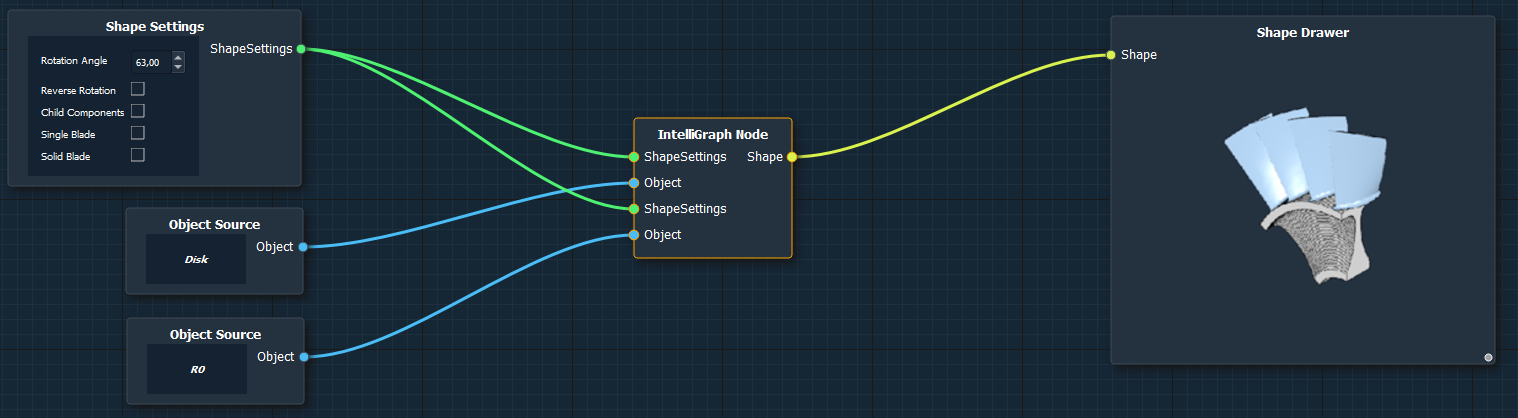 Shape Settings
ShapeSettings
Rotation Angle 63,00
Reverse Rotation
Child Components
Single Blade
Solid Blade
Object Source
Object
Disk
Object Source
Object
R0
IntelliGraph Node
ShapeSettings Shape
Object
ShapeSettings
Object
Shape Drawer
Shape